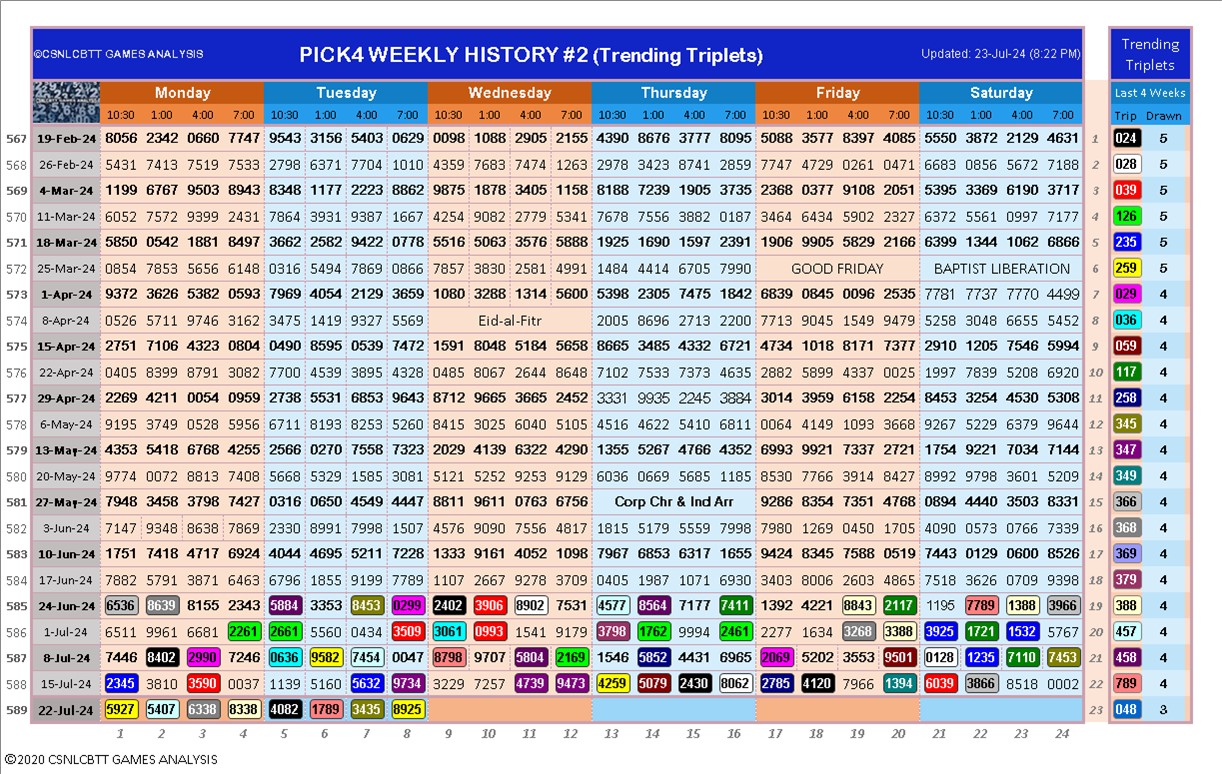 ©CSNLCBTT GAMES ANALYSIS PICK4 WEEKLY HISTORY #2 (Trending Triplets) Updated: 23-Jul-24 (8:22 PM) Trending Triplets
Monday Tuesday Wednesday Thursday Friday Saturday Last 4 Weeks
10:30 1:00 4:00 7:00 10:30 1:00 4:00 7:00 10:30 1:00 4:00 7:00 10:30 1:00 4:00 7:00 10:30 1:00 4:00 7:00 10:30 1:00 4:00 7:00 Trip Drawn
567 19-Feb-24 8056 2342 0660 7747 9543 3156 5403 0629 0098 1088 2905 2155 4390 8676 3777 8095 5088 3577 8397 4085 5550 3872 2129 4631 1 024 5
568 26-Feb-24 5431 7413 7519 7533 2798 6371 7704 1010 4359 7683 7474 1263 2978 3423 8741 2859 7747 4729 0261 0471 6683 0856 5672 7188 2 028 5
569 4-Mar-24 1199 6767 9503 8943 8348 1177 2223 8862 9875 1878 3405 1158 8188 7239 1905 3735 2368 0377 9108 2051 5395 3369 6190 3717 3 039 5
570 11-Mar-24 6052 7572 9399 2431 7864 3931 9387 1667 4254 9082 2779 5341 7678 7556 3882 0187 3464 6434 5902 2327 6372 5561 0997 7177 4 126 5
571 18-Mar-24 5850 0542 1881 8497 3662 2582 9422 0778 5516 5063 3576 5888 1925 1690 1597 2391 1906 9905 5829 2166 6399 1344 1062 6866 5 235 5
572 25-Mar-24 0854 7853 5656 6148 0316 5494 7869 0866 7857 3830 2581 4991 1484 4414 6705 7990 GOOD FRIDAY BAPTIST LIBERATION 6 259 5
573 1-Apr-24 9372 3626 5382 0593 7969 4054 2129 3659 1080 3288 1314 5600 5398 2305 7475 1842 6839 0845 0096 2535 7781 7737 7770 4499 7 029 4
574 8-Apr-24 0526 5711 9746 3162 3475 1419 9327 5569 Eid-al-Fitr 2005 8696 2713 2200 7713 9045 1549 9479 5258 3048 6655 5452 8 036 4
575 15-Apr-24 2751 7106 4323 0804 0490 8595 0539 7472 1591 8048 5184 5658 8665 3485 4332 6721 4734 1018 8171 7377 2910 1205 7546 5994 9 059 4
576 22-Apr-24 0405 8399 8791 3082 7700 4539 3895 4328 0485 8067 2644 8648 7102 7533 7373 4635 2882 5899 4337 0025 1997 7839 5208 6920 10 117 4
577 29-Apr-24 2269 4211 0054 0959 2738 5531 6853 9643 8712 9665 3665 2452 3331 9935 2245 3884 3014 3959 6158 2254 8453 3254 4530 5308 11 258 4
578 6-May-24 9195 3749 0528 5956 6711 8193 8253 5260 8415 3025 6040 5105 4516 4622 5410 6811 0064 4149 1093 3668 9267 5229 6379 9644 12 345 4
579 13-May-24 4353 5418 6768 4255 2566 0270 7558 7323 2029 4139 6322 4290 1355 5267 4766 4352 6993 9921 7337 2721 1754 9221 7034 7144 13 347 4
580 20-May-24 9774 0072 8813 7408 5668 5329 1585 3083 9121 5252 9253 9129 6036 0669 5685 1185 8530 7766 3914 8427 8992 9798 3601 5209 14 349 4
581 27-May-24 7948 3458 3798 7427 0316 0650 4549 4447 8811 9611 0763 6756 Corp Chr & Ind Arr 9286 8354 7351 4768 0894 4440 3503 8331 15 366 4
582 3-Jun-24 7147 9348 8638 7869 2330 8991 7998 1507 4576 9090 7556 4817 1815 5179 5559 7998 7980 1269 0450 1705 4090 0573 0766 7339 16 368 4
583 10-Jun-24 1751 7418 4717 6924 4044 4695 5211 7228 1333 9161 4052 1098 7967 6853 6317 1655 9424 8345 7588 0519 7443 0129 0600 8526 17 369 4
584 17-Jun-24 7882 5791 3871 6463 6796 1855 9199 7789 1107 2667 9278 3709 0405 1987 1071 6930 3403 8006 2603 4865 7518 3626 0709 9398 18 379 4
585 24-Jun-24 6536 8639 8155 2343 5884 3353 8453 0299 2402 3906 8902 7531 4577 8564 7177 7411 1392 4221 8843 2117 1195 7789 1388 3966 19 388 4
586 1-Jul-24 6511 9961 6681 2261 2661 5560 0434 3509 3061 0993 1541 9179 3798 1762 9994 2461 2277 1634 3268 3388 3925 1721 1532 5767 20 457 4
587 8-Jul-24 7446 8402 2998 7246 0636 9582 7454 0047 8798 9707 5804 2169 1546 5852 4431 6965 2069 5202 3553 9501 0128 1235 7110 7453 21 458 4
588 15-Jul-24 2345 3810 3590 0037 1139 5160 5632 9734 3229 7257 4739 9473 4259 5079 2430 8062 2785 4120 7966 1394 6039 3866 8518 0002 22 789 4
589 22-Jul-24 5927 5407 6338 8338 4082 1789 3435 8925 23 048 3
1 2 3 4 5 6 7 8 9 10 11 12 13 14 15 16 17 18 19 20 21 22 23 24
©2020 CSNLCBTT GAMES ANALYSIS